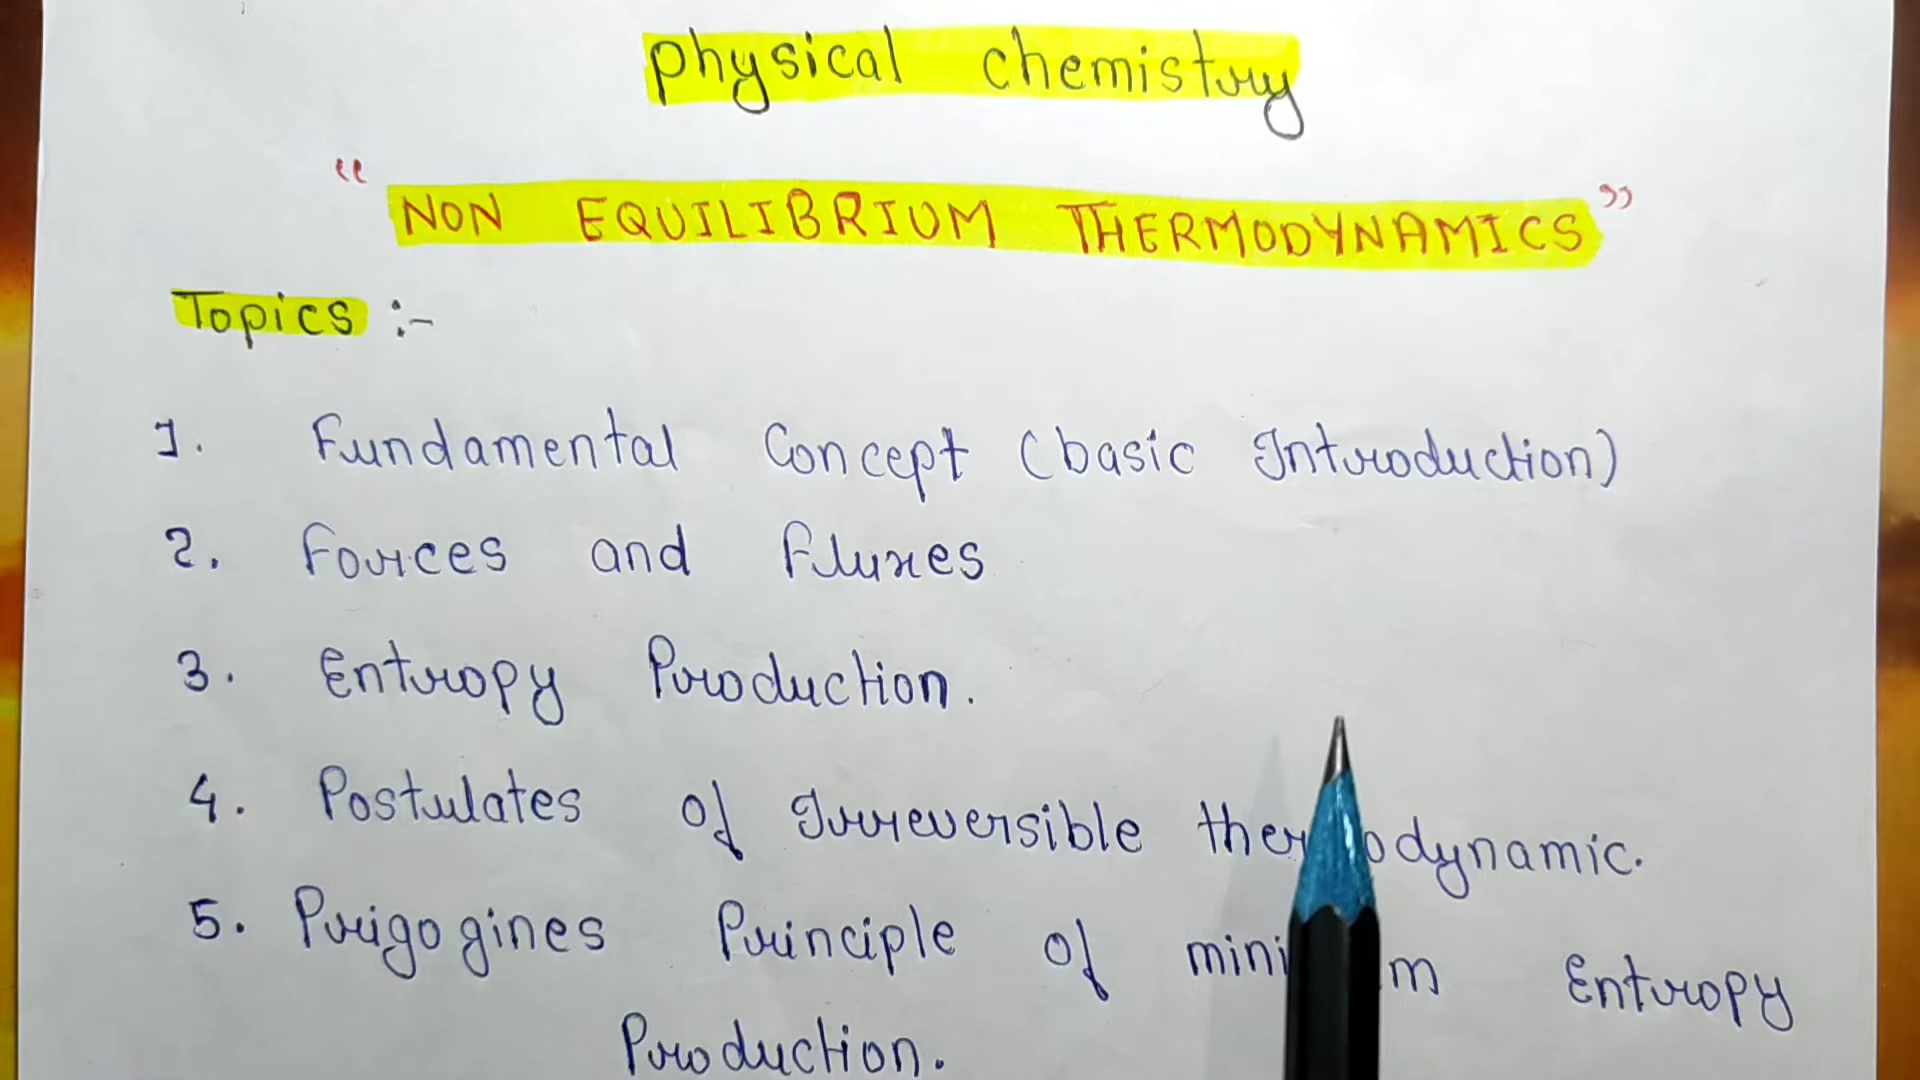 physical chemistry
"NON EQUILIBRIUM THERMODYNAMICS"
Topics :-
1. Fundamental Concept (basic Introduction)
2. Forces and Fluxes
3. Entropy Production.
4. Postulates of Irreversible thermodynamic.
5. Prigogines Principle of minimum Entropy
Production.